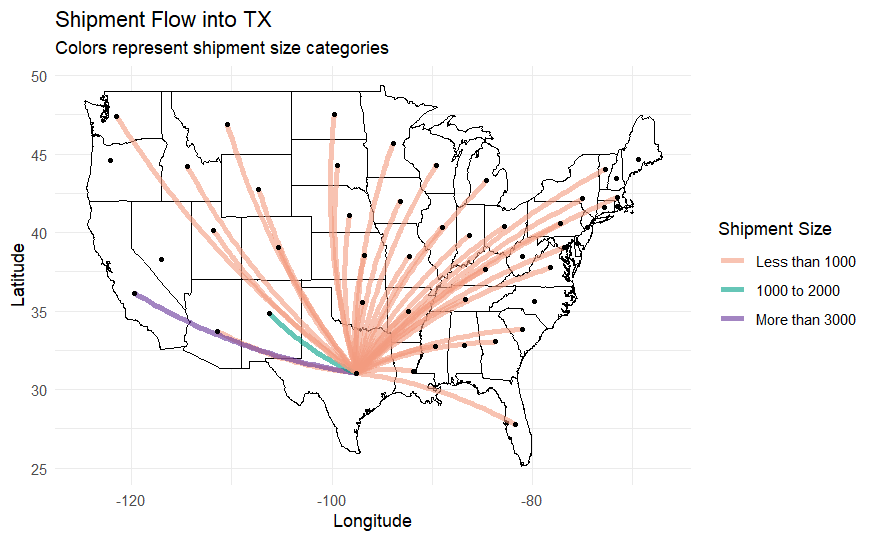 Shipment Flow into TX
Colors represent shipment size categories
50
45
40
35
30
25
Latitude
-120
-100
-80
Longitude
Shipment Size
Less than 1000
1000 to 2000
More than 3000